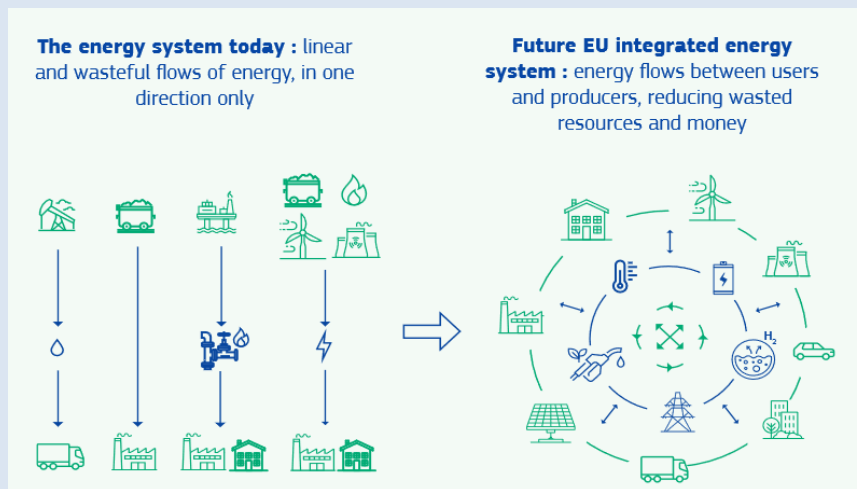 The energy system today : linear
and wasteful flows of energy, in one
direction only
Future EU integrated energy
system : energy flows between users
and producers, reducing wasted
resources and money
H₂